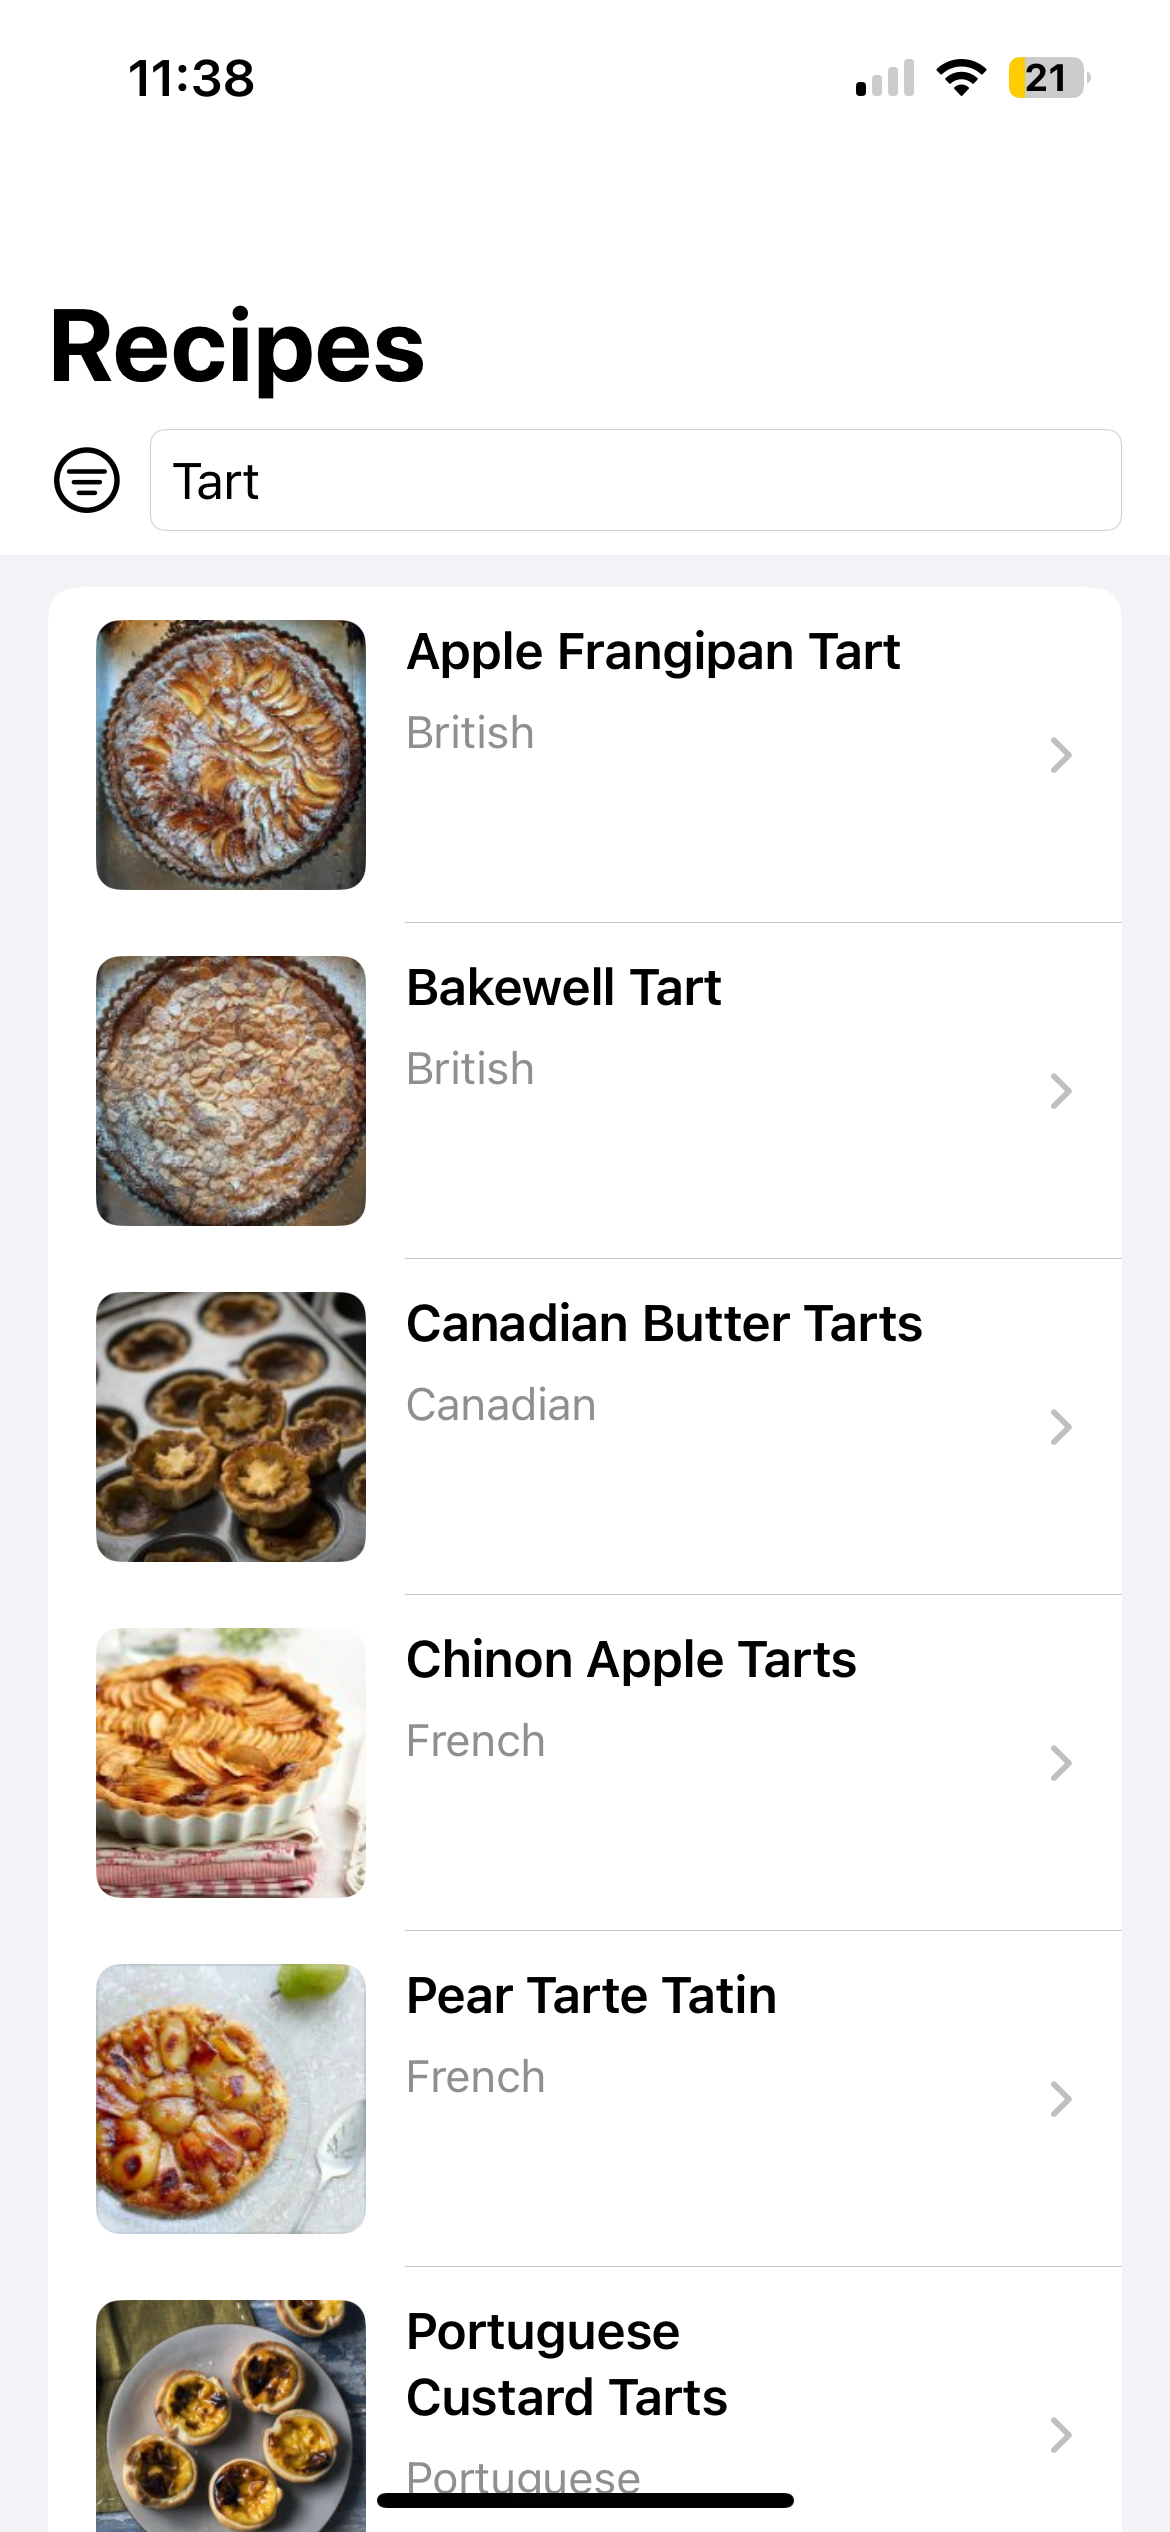 11:38
21
Recipes
Tart
Apple Frangipan Tart
British
Bakewell Tart
British
Canadian Butter Tarts
Canadian
Chinon Apple Tarts
French
Pear Tarte Tatin
French
Portuguese
Custard Tarts
Portuguese